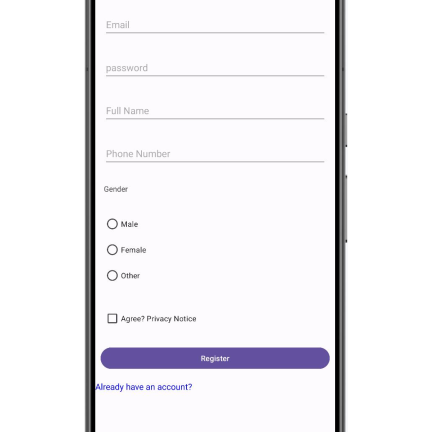 Email
password
Full Name
Phone Number
Gender
Male
Female
Other
Agree? Privacy Notice
Register
Already have an account?